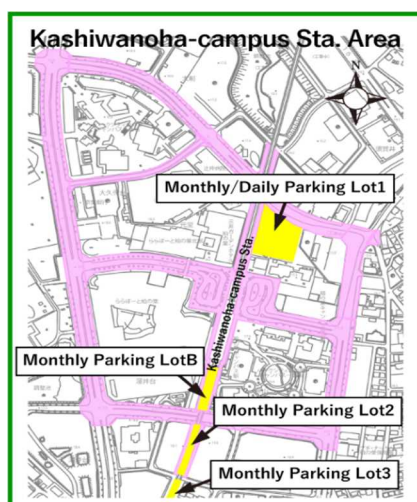 Kashiwanoha-campus Sta. Area
N
Monthly/Daily Parking Lot1
Kashiwanoha-campus Sta.
Monthly Parking LotB
Monthly Parking Lot2
Monthly Parking Lot3